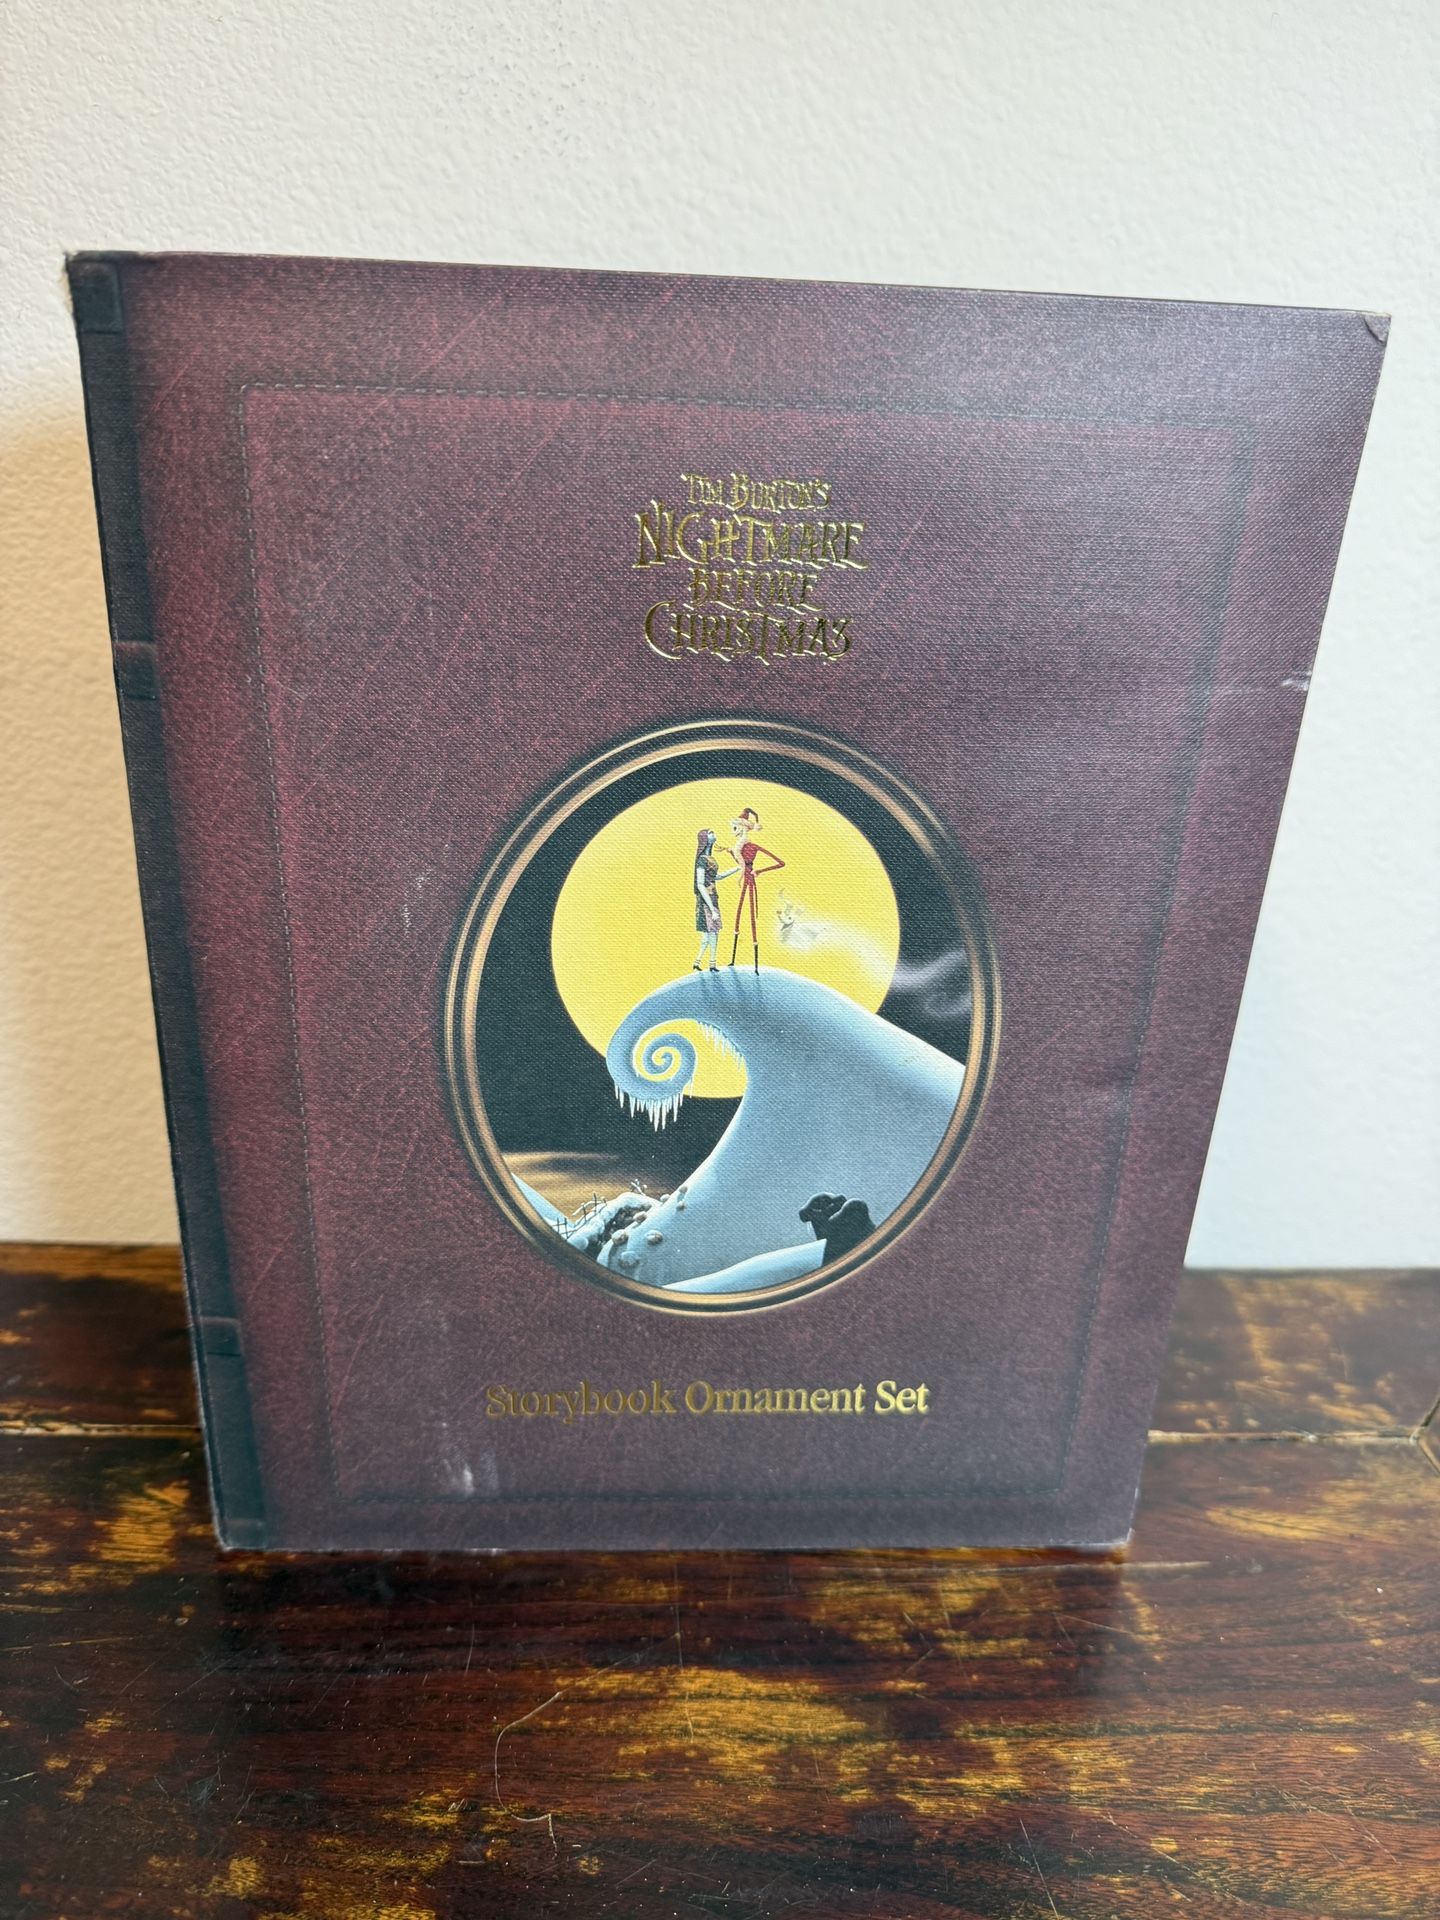 TIM BURTON'S
NIGHTMARE
BEFORE
CHRISTMAS
Storybook Ornament Set